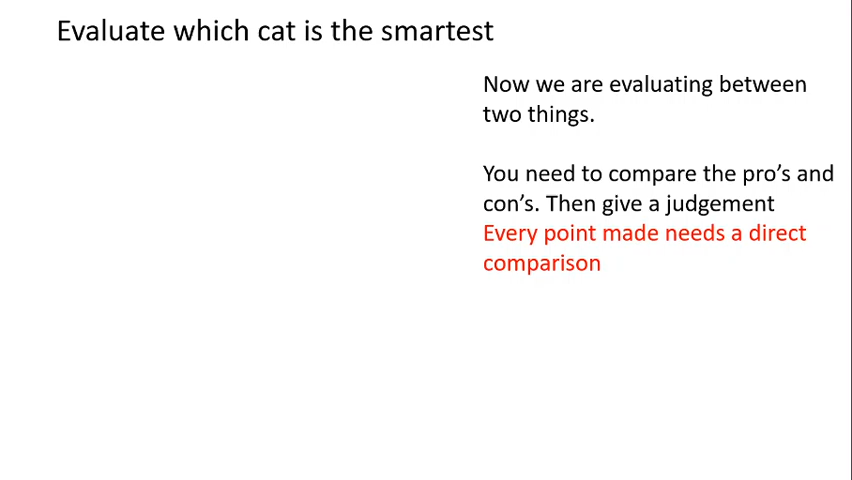 Evaluate which cat is the smartest
Now we are evaluating between
two things.
You need to compare the pro’s and
con’s. Then give a judgement
Every point made needs a direct
comparison